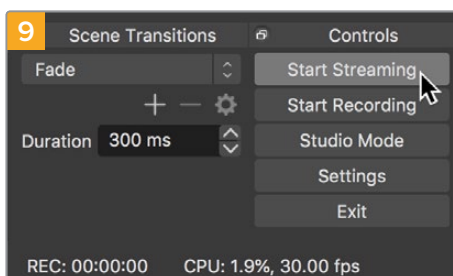 9
Scene Transitions
Controls
Fade
Start Streaming
Start Recording
Duration 300 ms
Studio Mode
Settings
Exit
REC: 00:00:00 CPU: 1.9%, 30.00 fps